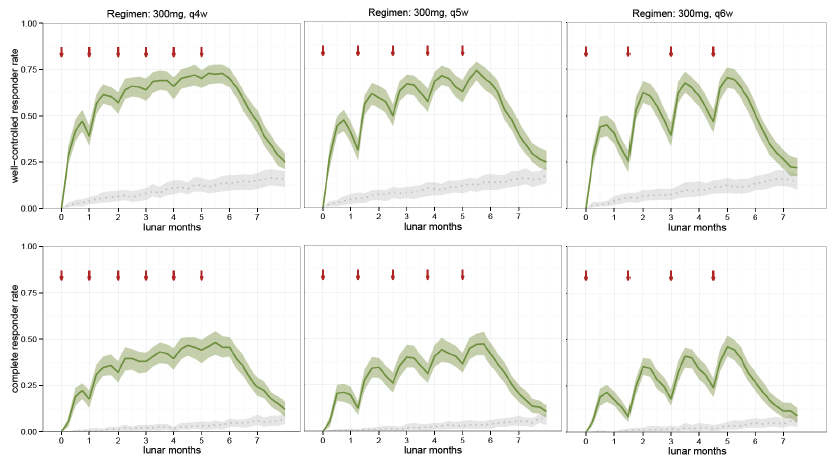 Regimen: 300mg, q4w
Regimen: 300mg, q5w
Regimen: 300mg, q6w
well-controlled responder rate
1.00
0.75
0.50
0.25
0.00
0 1 2 3 4 5 6 7
0 1 2 3 4 5 6 7
0 1 2 3 4 5 6 7
lunar months
lunar months
lunar months
complete responder rate
1.00
0.75
0.50
0.25
0.00
0 1 2 3 4 5 6 7
0 1 2 3 4 5 6 7
0 1 2 3 4 5 6 7
lunar months
lunar months
lunar months